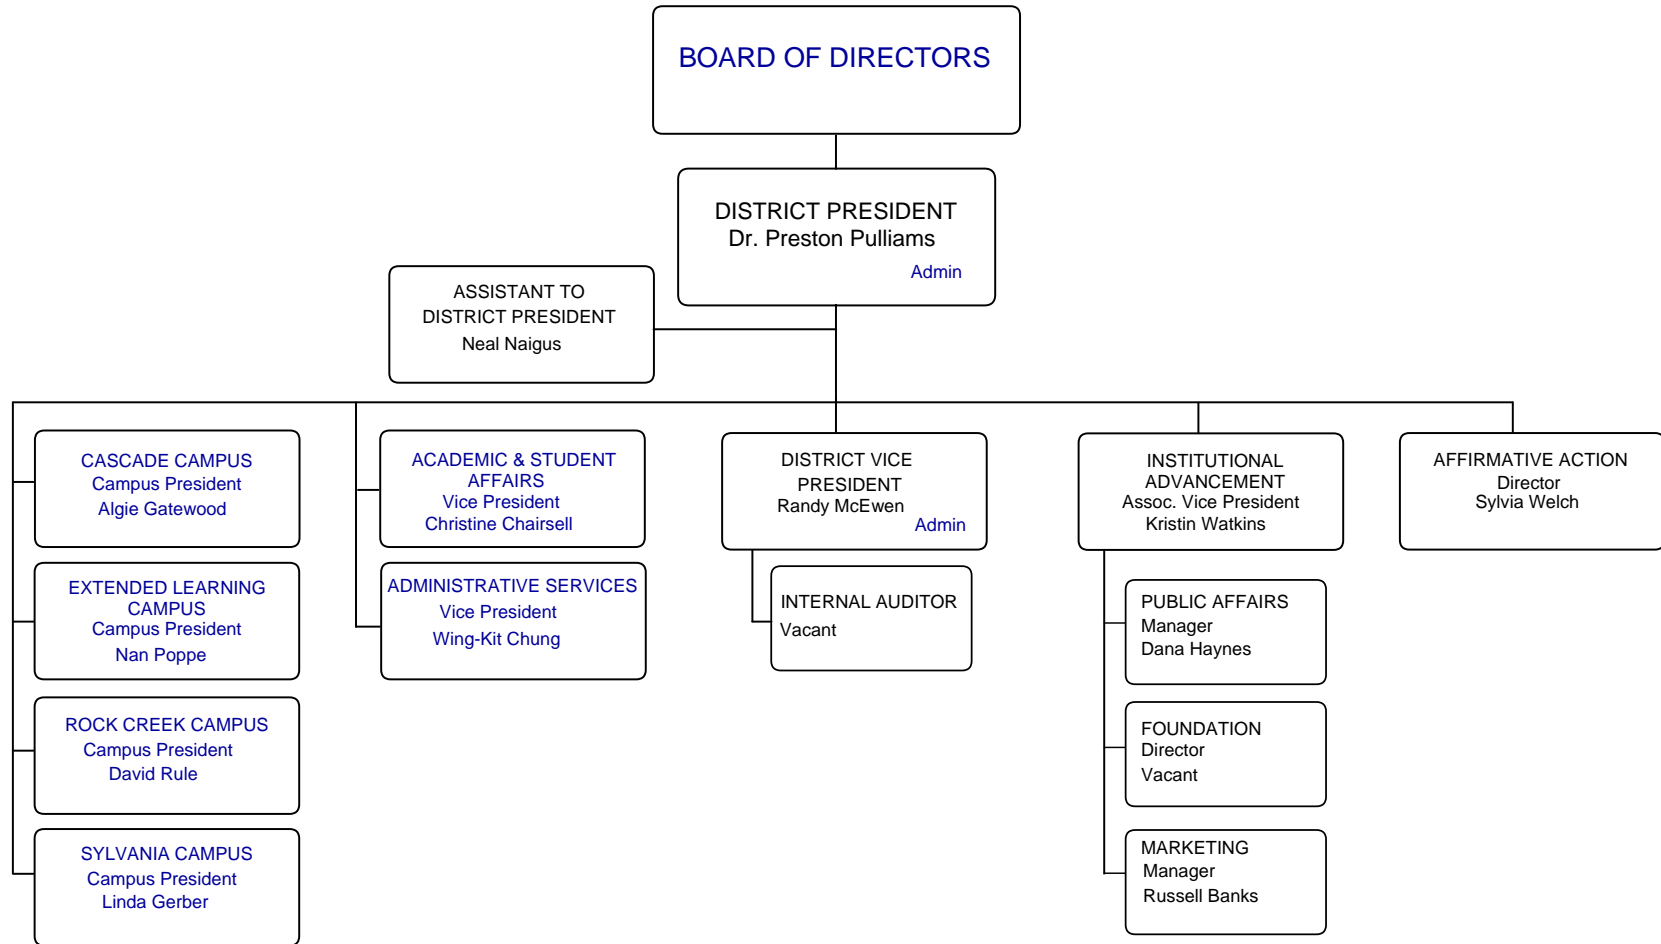 BOARD OF DIRECTORS
DISTRICT PRESIDENT
Dr. Preston Pulliams
Admin
ASSISTANT TO
DISTRICT PRESIDENT
Neal Naigus
CASCADE CAMPUS
Campus President
Algie Gatewood
EXTENDED LEARNING
CAMPUS
Campus President
Nan Poppe
ROCK CREEK CAMPUS
Campus President
David Rule
SYLVANIA CAMPUS
Campus President
Linda Gerber
ACADEMIC & STUDENT
AFFAIRS
Vice President
Christine Chairsell
ADMINISTRATIVE SERVICES
Vice President
Wing-Kit Chung
DISTRICT VICE
PRESIDENT
Randy McEwen
Admin
INTERNAL AUDITOR
Vacant
INSTITUTIONAL
ADVANCEMENT
Assoc. Vice President
Kristin Watkins
PUBLIC AFFAIRS
Manager
Dana Haynes
FOUNDATION
Director
Vacant
MARKETING
Manager
Russell Banks
AFFIRMATIVE ACTION
Director
Sylvia Welch